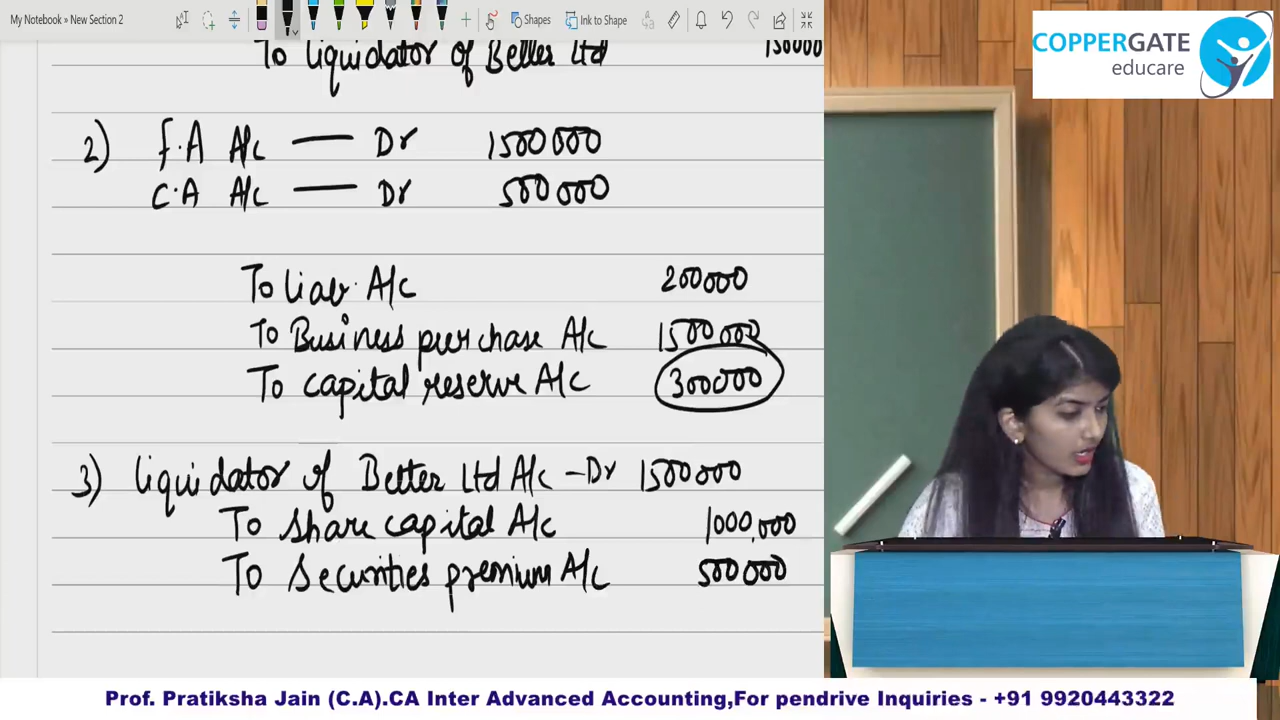 My Notebook » New Section 2
Shapes
Ink to Shape
COPPERGATE
educare
To Liquidator of Better Ltd 1500000
2) F.A A/c — Dr 1500000
C.A A/c — Dr 500000
To Liab. A/c 200000
To Business purchase A/c 1500000
To Capital reserve A/c 300000
3) Liquidator of Better Ltd A/c - Dr 1500000
To Share capital A/c 1000,000
To Securities premium A/c 500000
Prof. Pratiksha Jain (C.A).CA Inter Advanced Accounting,For pendrive Inquiries - +91 9920443322